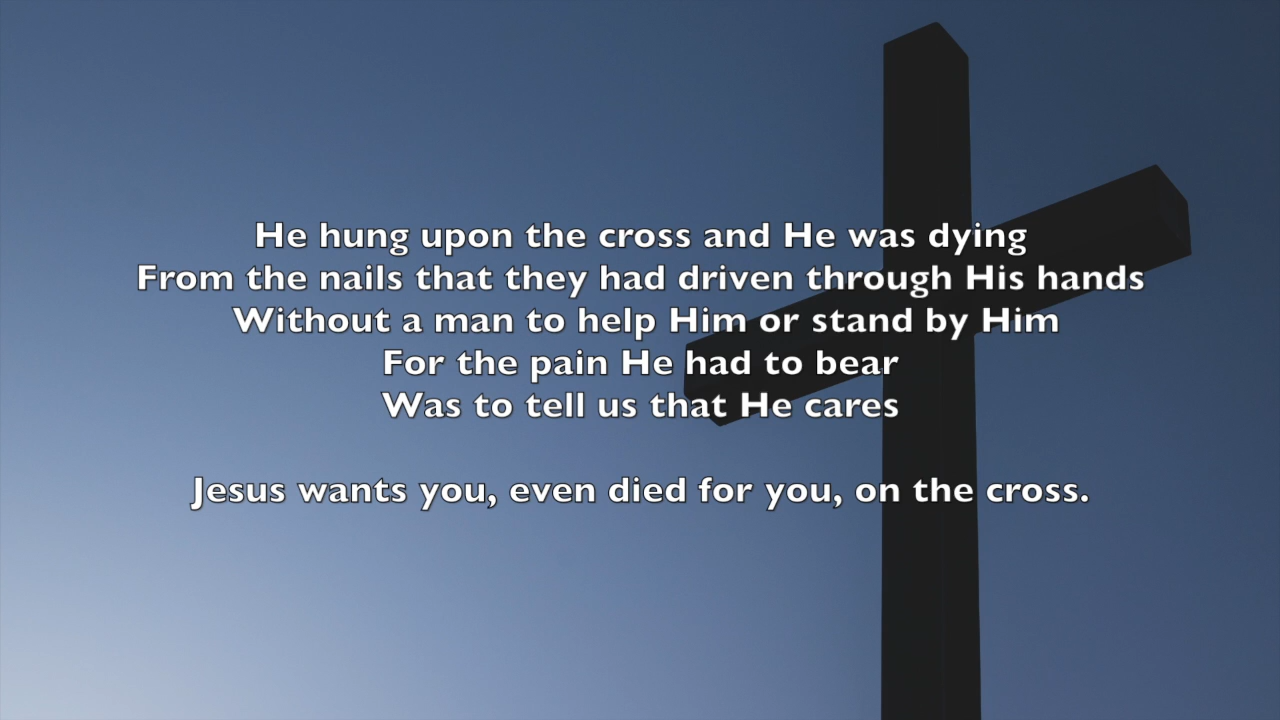 He hung upon the cross and He was dying
From the nails that they had driven through His hands
Without a man to help Him or stand by Him
For the pain He had to bear
Was to tell us that He cares
Jesus wants you, even died for you, on the cross.